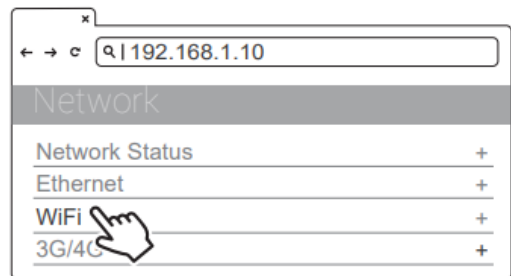 192.168.1.10
Network
Network Status +
Ethernet +
WiFi +
3G/4G +